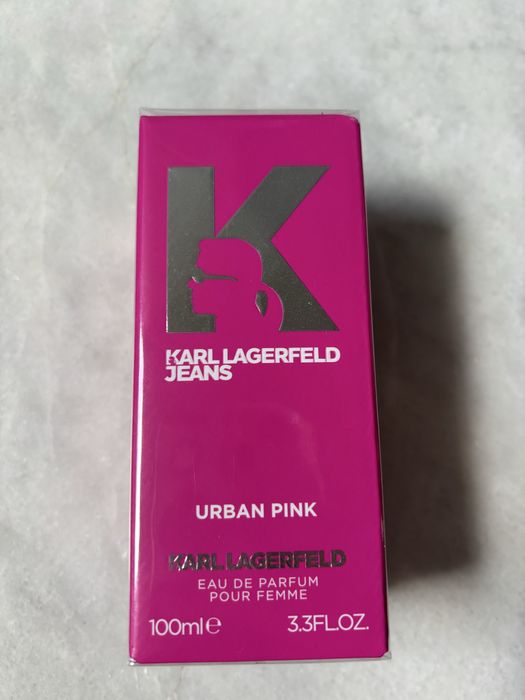 K
KARL LAGERFELD
JEANS
URBAN PINK
KARL LAGERFELD
EAU DE PARFUM
POUR FEMME
100ml℮ 3.3FL.OZ.